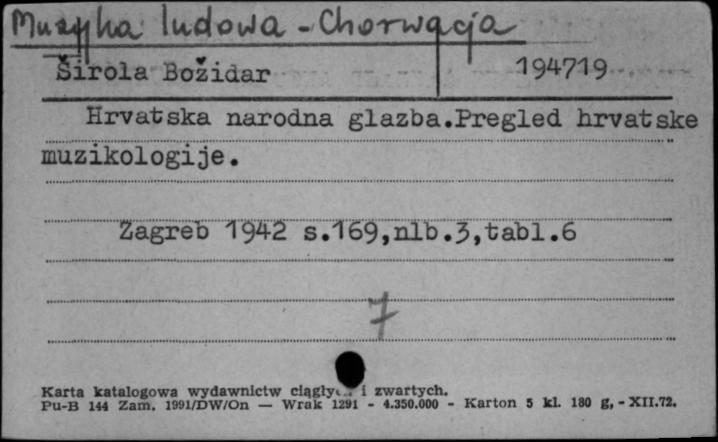 Muzyka ludowa - Chorwacja
Širola Božidar 194719
Hrvatska narodna glazba.Pregled hrvatske
muzikologije.
Zagreb 1942 s.169,nlb.3,tabl.6
7
Karta katalogowa wydawnictw i zwartych.
Pu-B 144 Zam. 1991/DW/On — Wrak 1291 - 4.350.000 - Karton 5 kl. 180 g, - XII.72.